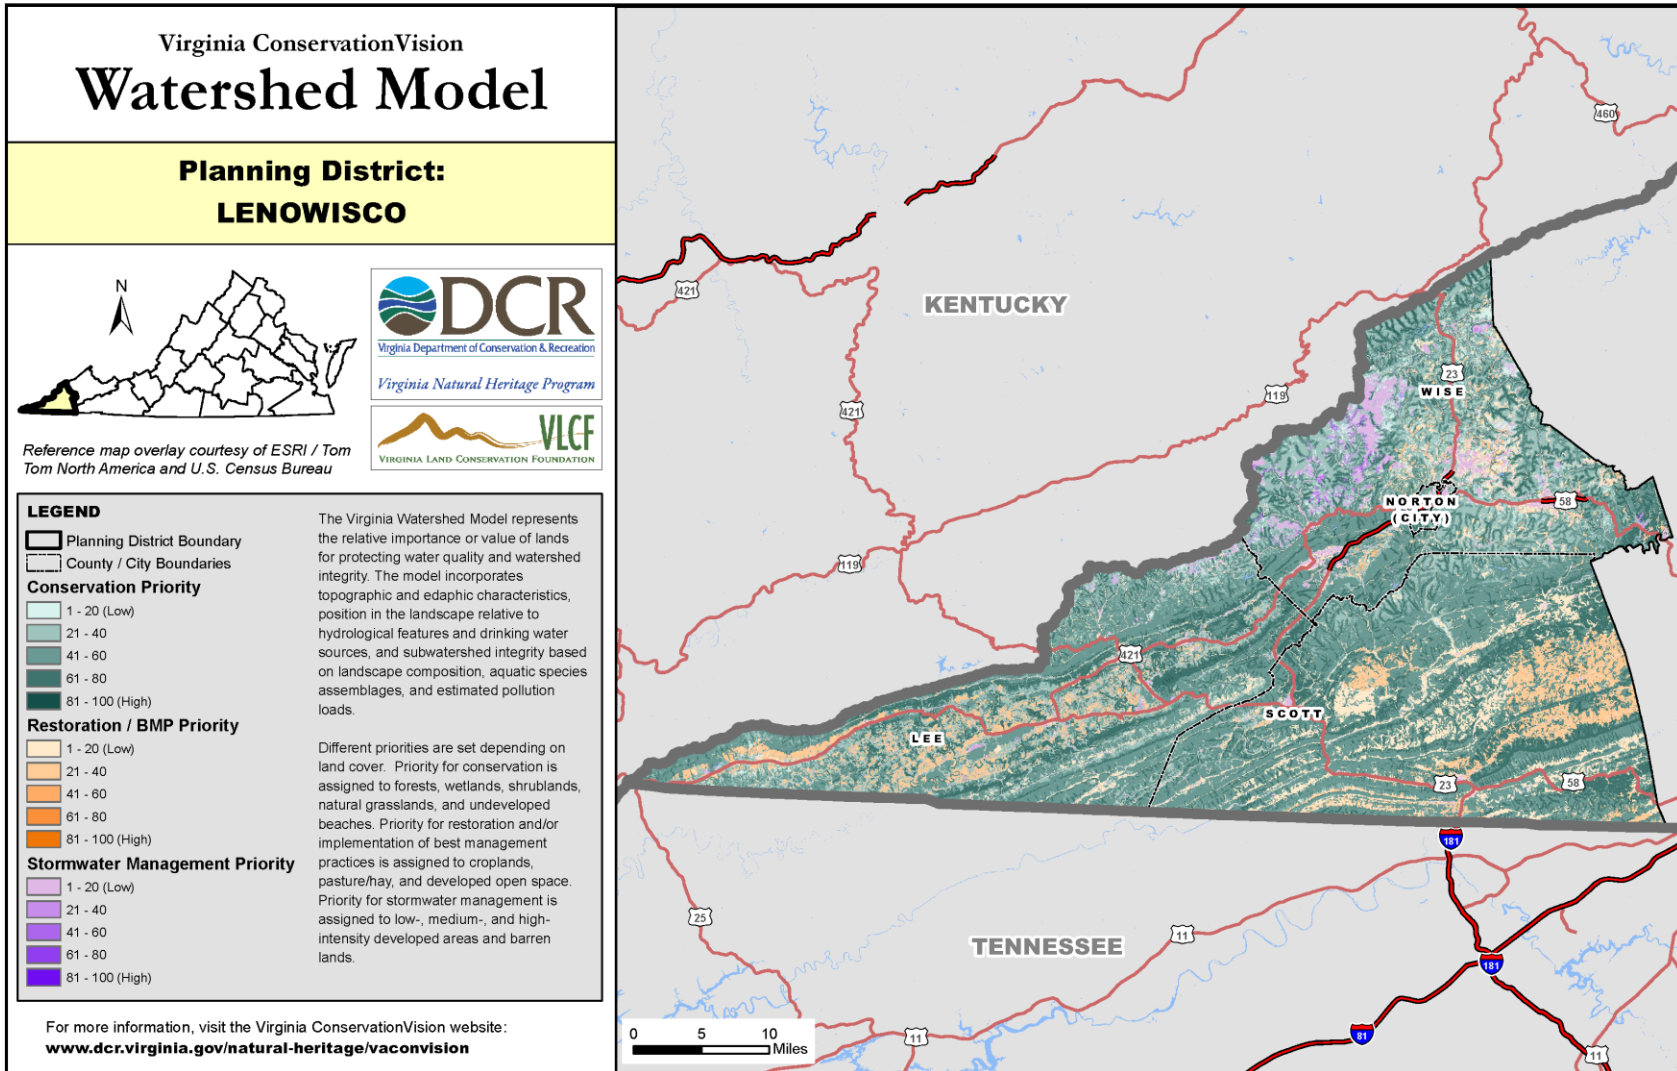 Virginia ConservationVision
Watershed Model
Planning District:
LENOWISCO
N
DCR
Virginia Department of Conservation & Recreation
Virginia Natural Heritage Program
VLCF
VIRGINIA LAND CONSERVATION FOUNDATION
Reference map overlay courtesy of ESRI / Tom
Tom North America and U.S. Census Bureau
LEGEND
Planning District Boundary
County / City Boundaries
Conservation Priority
1 - 20 (Low)
21 - 40
41 - 60
61 - 80
81 - 100 (High)
Restoration / BMP Priority
1 - 20 (Low)
21 - 40
41 - 60
61 - 80
81 - 100 (High)
Stormwater Management Priority
1 - 20 (Low)
21 - 40
41 - 60
61 - 80
81 - 100 (High)
The Virginia Watershed Model represents
the relative importance or value of lands
for protecting water quality and watershed
integrity. The model incorporates
topographic and edaphic characteristics,
position in the landscape relative to
hydrological features and drinking water
sources, and subwatershed integrity based
on landscape composition, aquatic species
assemblages, and estimated pollution
loads.
Different priorities are set depending on
land cover. Priority for conservation is
assigned to forests, wetlands, shrublands,
natural grasslands, and undeveloped
beaches. Priority for restoration and/or
implementation of best management
practices is assigned to croplands,
pasture/hay, and developed open space.
Priority for stormwater management is
assigned to low-, medium-, and high-
intensity developed areas and barren
lands.
For more information, visit the Virginia ConservationVision website:
www.dcr.virginia.gov/natural-heritage/vaconvision
460
421
KENTUCKY
23
WISE
119
421
NORTON
(CITY)
58
119
421
SCOTT
LEE
23
58
181
25
11
TENNESSEE
181
81
11
11
0 5 10
Miles